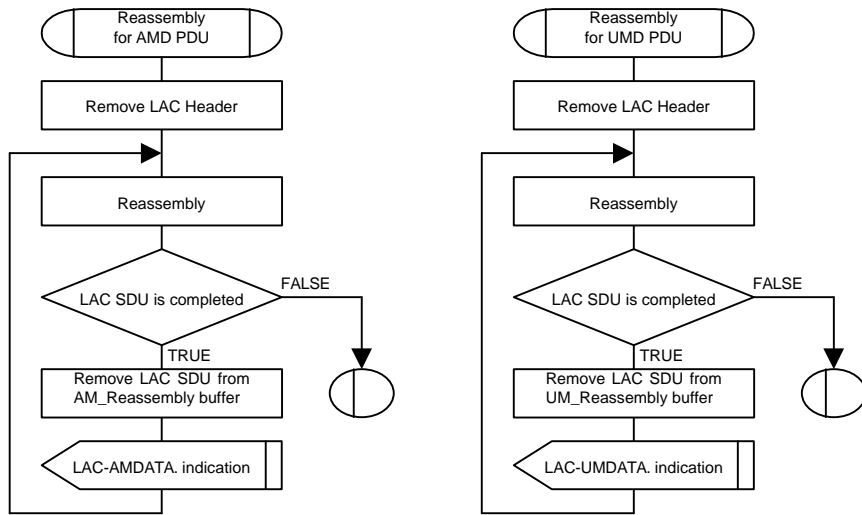 Reassembly
for AMD PDU
Remove LAC Header
Reassembly
LAC SDU is completed
FALSE
TRUE
Remove LAC SDU from
AM_Reassembly buffer
LAC-AMDATA. indication
Reassembly
for UMD PDU
Remove LAC Header
Reassembly
LAC SDU is completed
FALSE
TRUE
Remove LAC SDU from
UM_Reassembly buffer
LAC-UMDATA. indication